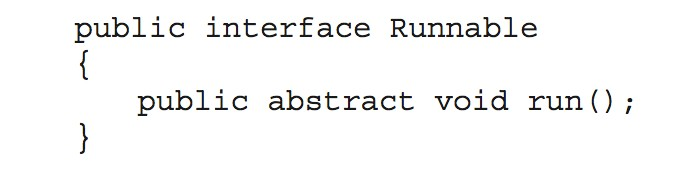 public interface Runnable
{
public abstract void run();
}